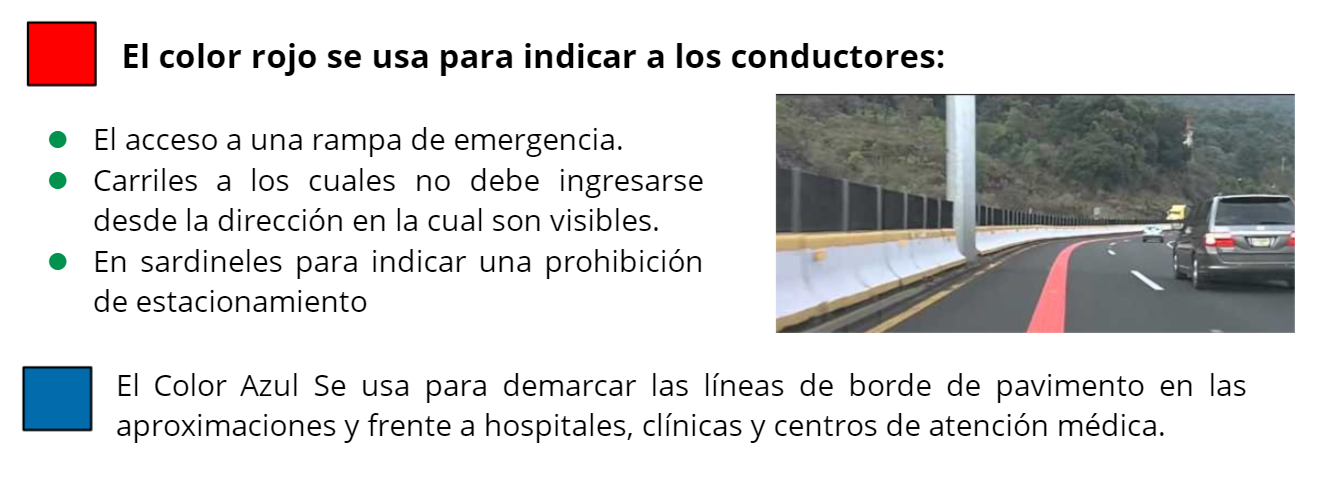 El color rojo se usa para indicar a los conductores:
El acceso a una rampa de emergencia.
Carriles a los cuales no debe ingresarse
desde la dirección en la cual son visibles.
En sardineles para indicar una prohibición
de estacionamiento
El Color Azul Se usa para demarcar las líneas de borde de pavimento en las
aproximaciones y frente a hospitales, clínicas y centros de atención médica.